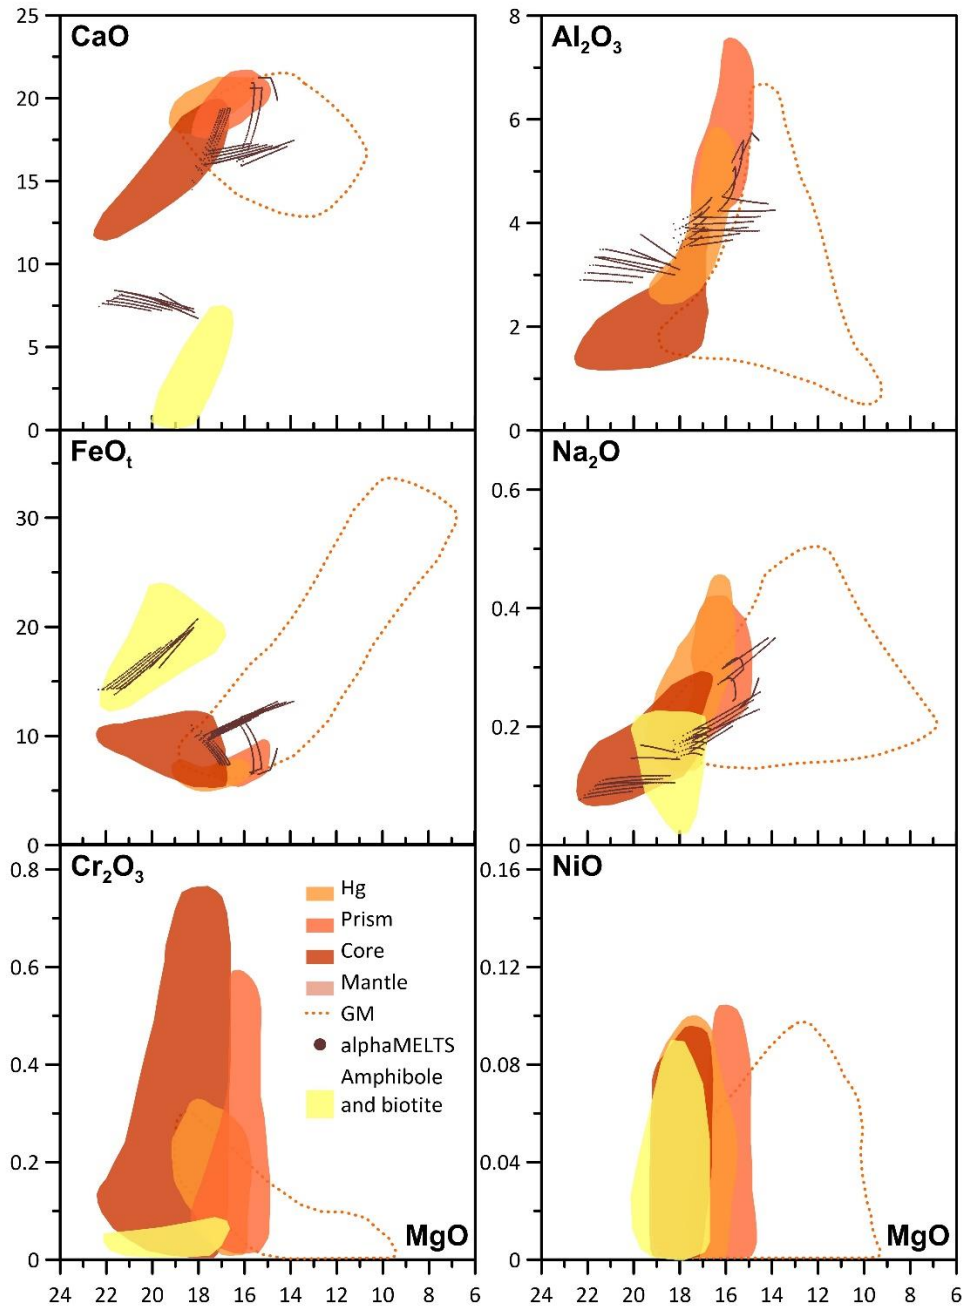 25
20
15
10
5
0
CaO
8
6
4
2
0
Al₂O₃
30
20
10
0
FeOₜ
0.6
0.4
0.2
0
Na₂O
0.8
0.6
0.4
0.2
0
Cr₂O₃
Hg
Prism
Core
Mantle
GM
alphaMELTS
Amphibole
and biotite
MgO
24 22 20 18 16 14 12 10 8 6
0.16
0.12
0.08
0.04
0
NiO
MgO
24 22 20 18 16 14 12 10 8 6